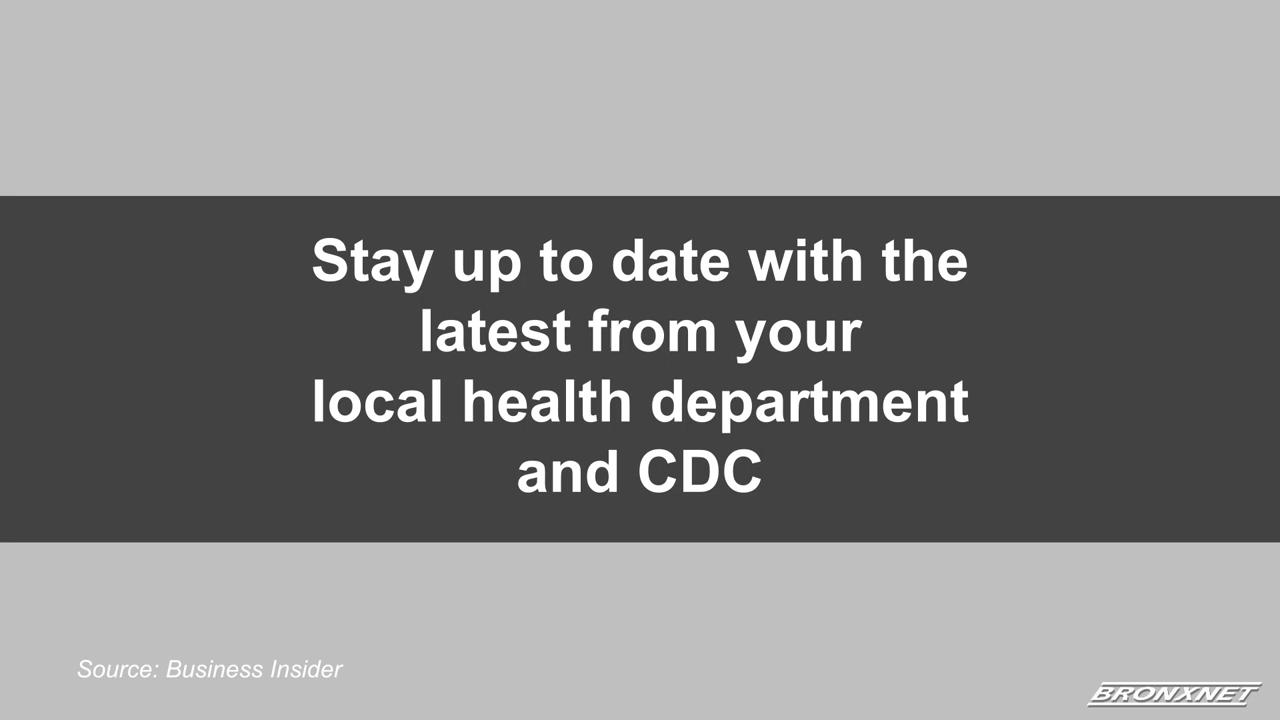 Stay up to date with the
latest from your
local health department
and CDC
Source: Business Insider
BRONXNET